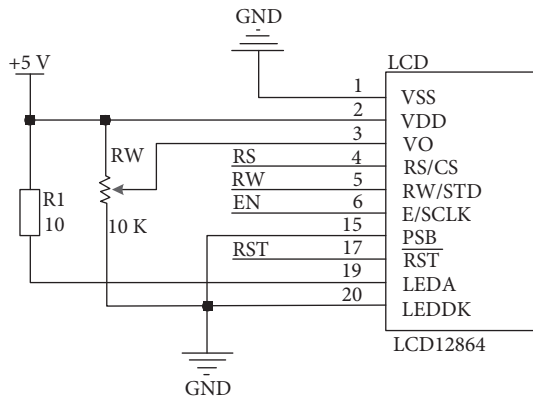 GND
+5 V
LCD
1 VSS
2 VDD
RW
3 VO
RS 4 RS/CS
RW 5 RW/STD
R1
10
10 K
EN 6 E/SCLK
15 PSB
RST 17 RST
19 LEDA
20 LEDDK
LCD12864
GND